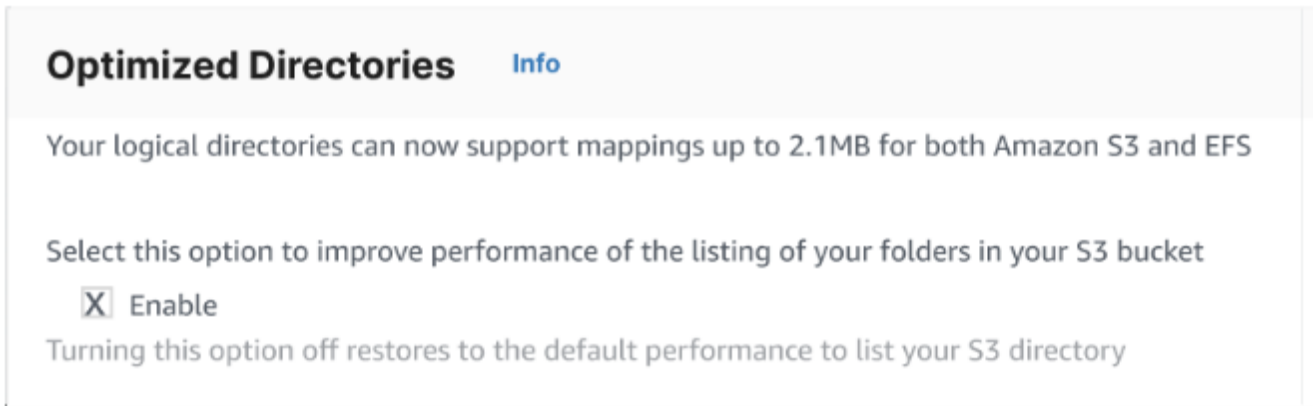 Optimized Directories Info
Your logical directories can now support mappings up to 2.1MB for both Amazon S3 and EFS
Select this option to improve performance of the listing of your folders in your S3 bucket
X Enable
Turning this option off restores to the default performance to list your S3 directory